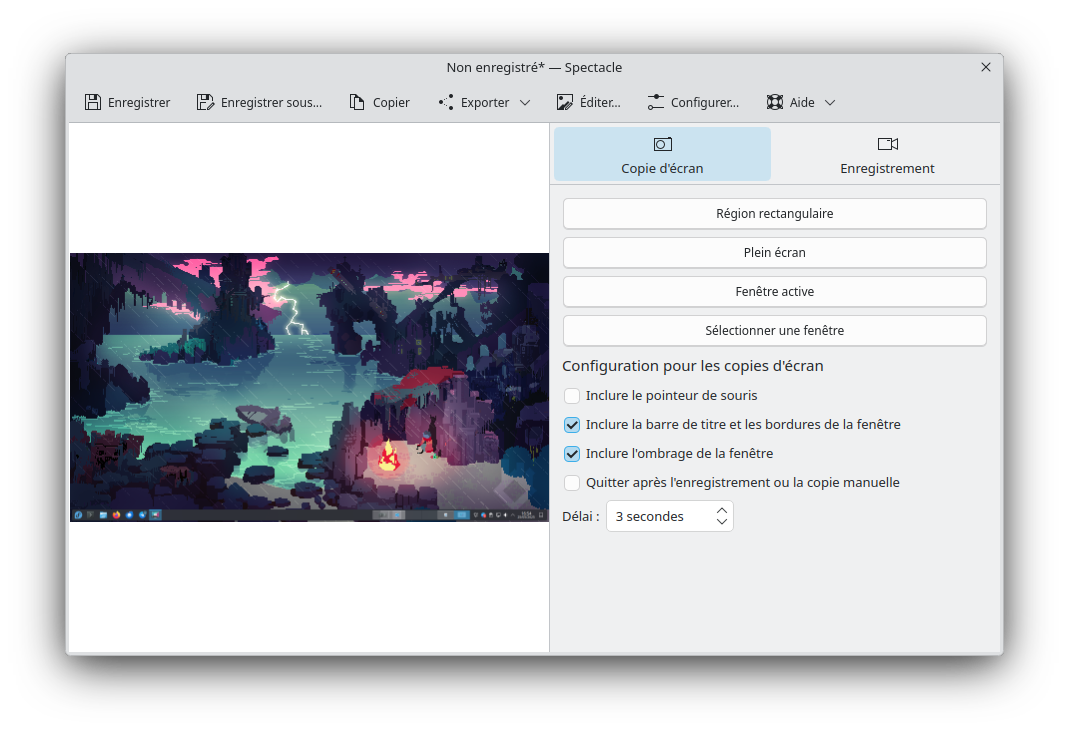 Non enregistré* — Spectacle
Enregistrer Enregistrer sous... Copier Exporter Éditer... Configurer... Aide
Copie d'écran Enregistrement
Région rectangulaire
Plein écran
Fenêtre active
Sélectionner une fenêtre
Configuration pour les copies d'écran
Inclure le pointeur de souris
Inclure la barre de titre et les bordures de la fenêtre
Inclure l'ombrage de la fenêtre
Quitter après l'enregistrement ou la copie manuelle
Délai : 3 secondes